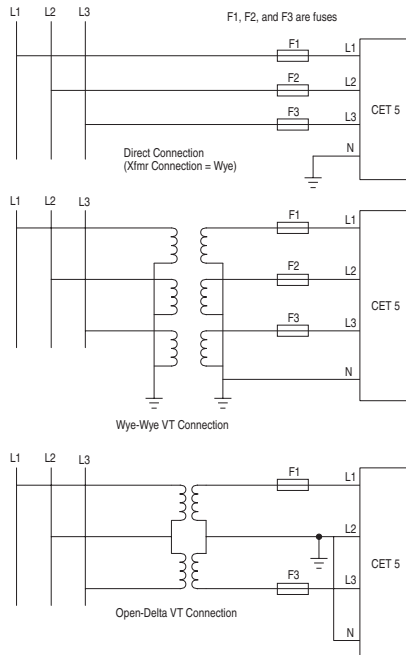 L1 L2 L3
F1, F2, and F3 are fuses
F1
L1
F2
L2
F3
L3
CET 5
N
Direct Connection
(Xfmr Connection = Wye)
L1 L2 L3
F1
L1
F2
L2
F3
L3
CET 5
N
Wye-Wye VT Connection
L1 L2 L3
F1
L1
L2
F3
L3
CET 5
N
Open-Delta VT Connection